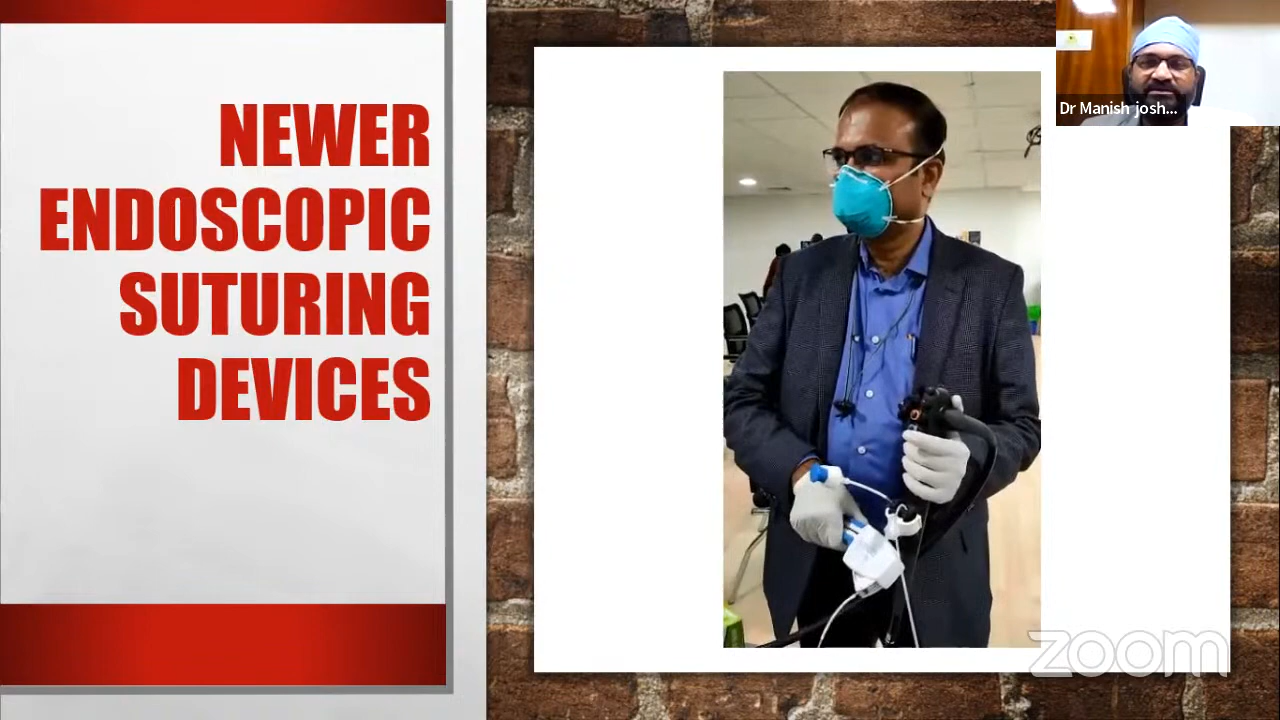 NEWER
ENDOSCOPIC
SUTURING
DEVICES
Dr Manish josh...
zoom